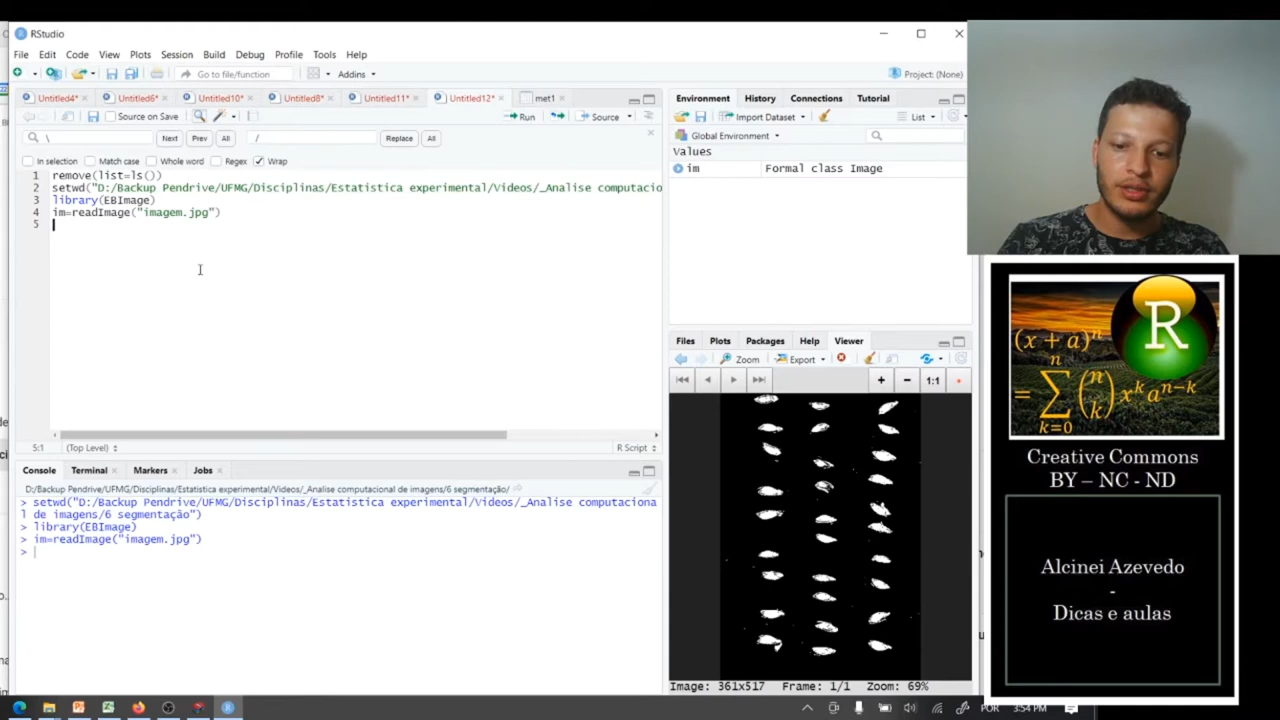 RStudio
File Edit Code View Plots Session Build Debug Profile Tools Help
Go to file/function Addins Project: (None)
Untitled4* Untitled6* Untitled10* Untitled8* Untitled11* Untitled12* met1
Source on Save Run Source
\ Next Prev All / Replace All
In selection Match case Whole word Regex Wrap
1 remove(list=ls())
2 setwd("D:/Backup Pendrive/UFMG/Disciplinas/Estatistica experimental/Videos/_Analise computacio
3 library(EBImage)
4 im=readImage("imagem.jpg")
5
5:1 (Top Level) R Script
Console Terminal Markers Jobs
D:/Backup Pendrive/UFMG/Disciplinas/Estatistica experimental/Videos/_Analise computacional de imagens/6 segmentação/
> setwd("D:/Backup Pendrive/UFMG/Disciplinas/Estatistica experimental/Videos/_Analise computaciona
l de imagens/6 segmentação")
> library(EBImage)
> im=readImage("imagem.jpg")
>
Environment History Connections Tutorial
Import Dataset List
Global Environment
Values
im Formal class Image
Files Plots Packages Help Viewer
Zoom Export
+ - 1:1
Image: 361x517 Frame: 1/1 Zoom: 69%
R
(x + a)^n
= ∑ n k=0 (n k) x^k a^n−k
Creative Commons
BY – NC - ND
Alcinei Azevedo
-
Dicas e aulas
POR 3:54 PM